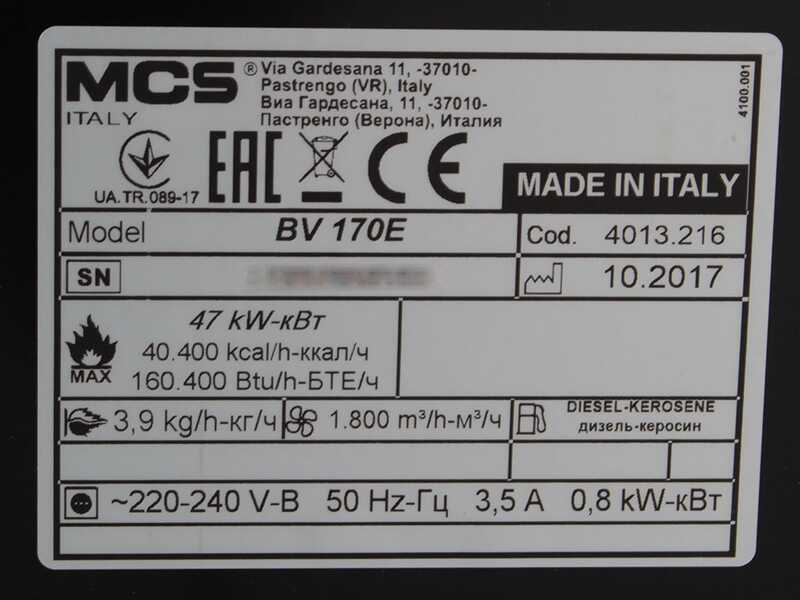 MCS ® Via Gardesana 11, -37010-
Pastrengo (VR), Italy
Виа Гардесана, 11, -37010-
ITALY Пастренго (Верона), Италия
4100.001
UA.TR.089-17 EAC CE
MADE IN ITALY
Model BV 170E Cod. 4013.216
SN 10.2017
47 kW-кВт
40.400 kcal/h-ккал/ч
MAX 160.400 Btu/h-БТЕ/ч
3,9 kg/h-кг/ч 1.800 m³/h-м³/ч DIESEL-KEROSENE
дизель-керосин
~220-240 V-В 50 Hz-Гц 3,5 A 0,8 kW-кВт